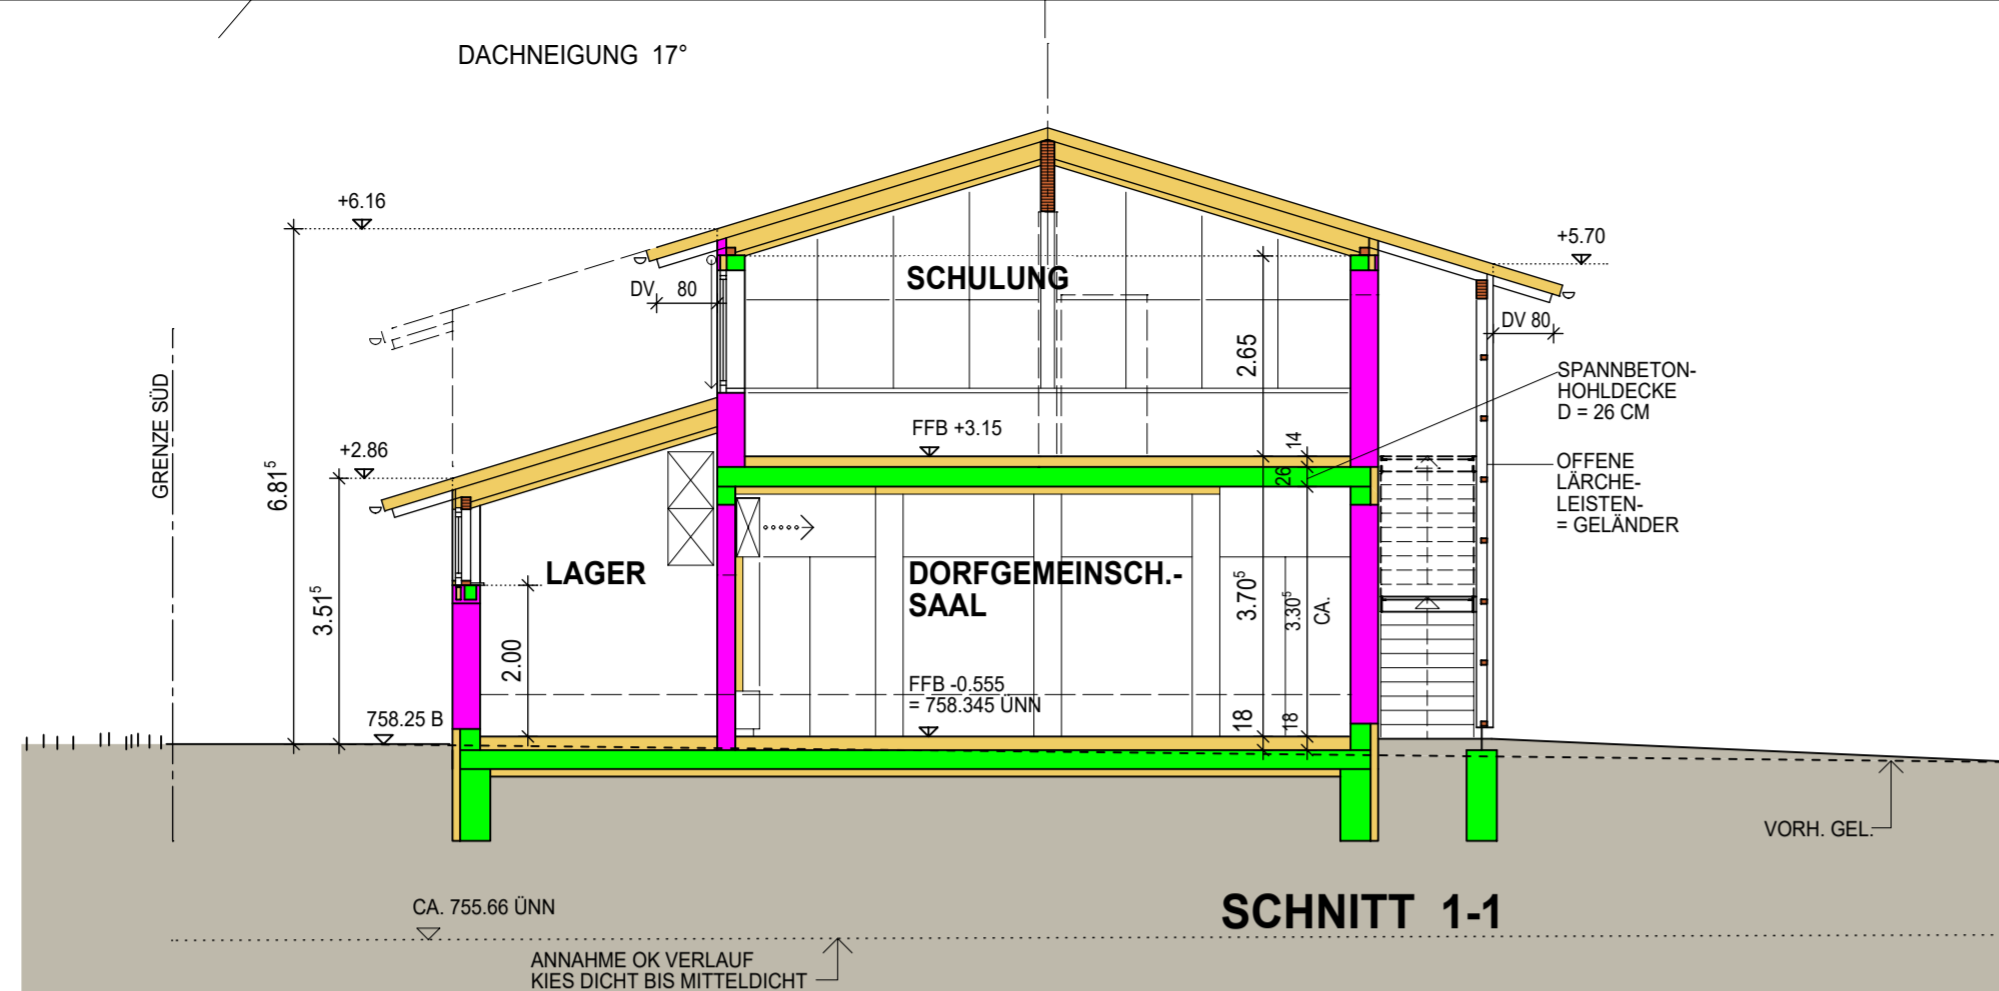 DACHNEIGUNG 17°
+6.16
+5.70
SCHULUNG
DV 80
DV 80
2.65
SPANNBETON-
HOHLDECKE
D = 26 CM
GRENZE SÜD
FFB +3.15
14
+2.86
26
OFFENE
LÄRCHE-
LEISTEN-
= GELÄNDER
6.81⁵
3.51⁵
LAGER
DORFGEMEINSCH.-
SAAL
3.70⁵
3.30⁵
CA.
2.00
FFB -0.555
= 758.345 ÜNN
758.25 B
18
18
VORH. GEL.
CA. 755.66 ÜNN
SCHNITT 1-1
ANNAHME OK VERLAUF
KIES DICHT BIS MITTELDICHT